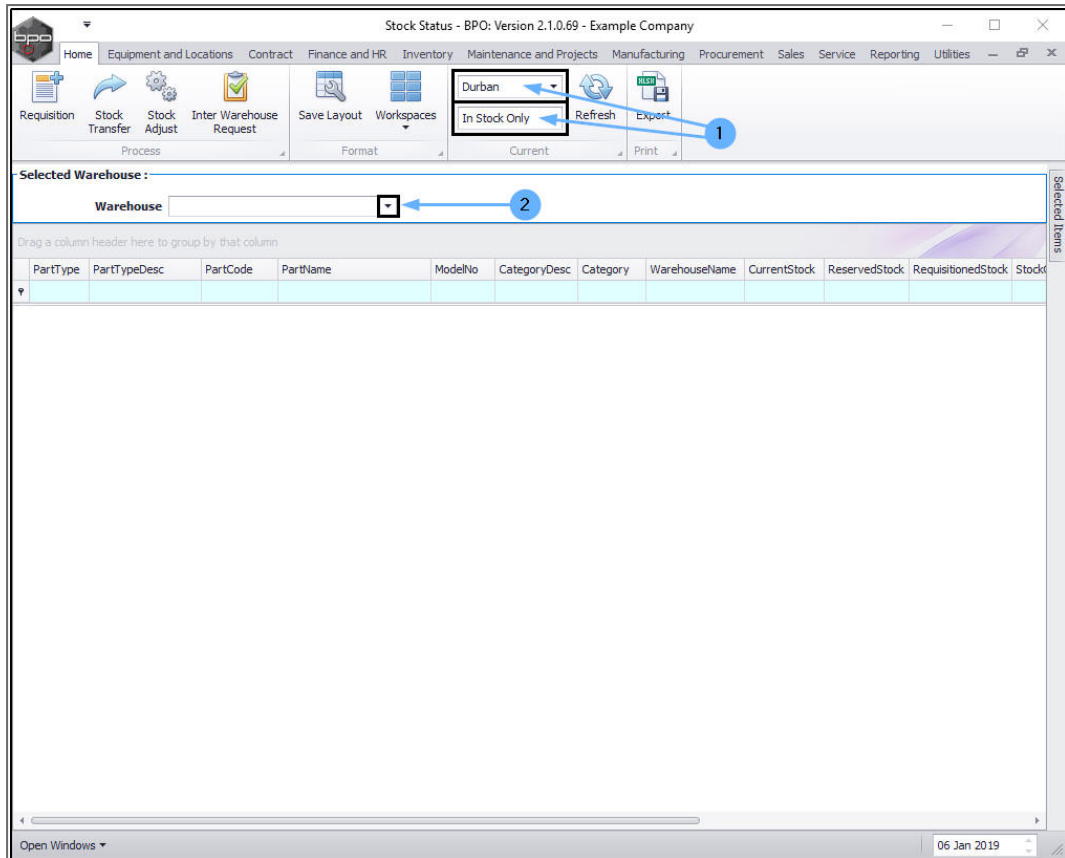 Stock Status - BPO: Version 2.1.0.69 - Example Company
bpo
Home Equipment and Locations Contract Finance and HR Inventory Maintenance and Projects Manufacturing Procurement Sales Service Reporting Utilities
Requisition Stock Transfer Stock Adjust Inter Warehouse Request Save Layout Workspaces Durban In Stock Only Refresh XLSX Export
1
Process Format Current Print
Selected Warehouse :
Warehouse
2
Selected Items
Drag a column header here to group by that column
PartType PartTypeDesc PartCode PartName ModelNo CategoryDesc Category WarehouseName CurrentStock ReservedStock RequisitionedStock
Open Windows 06 Jan 2019